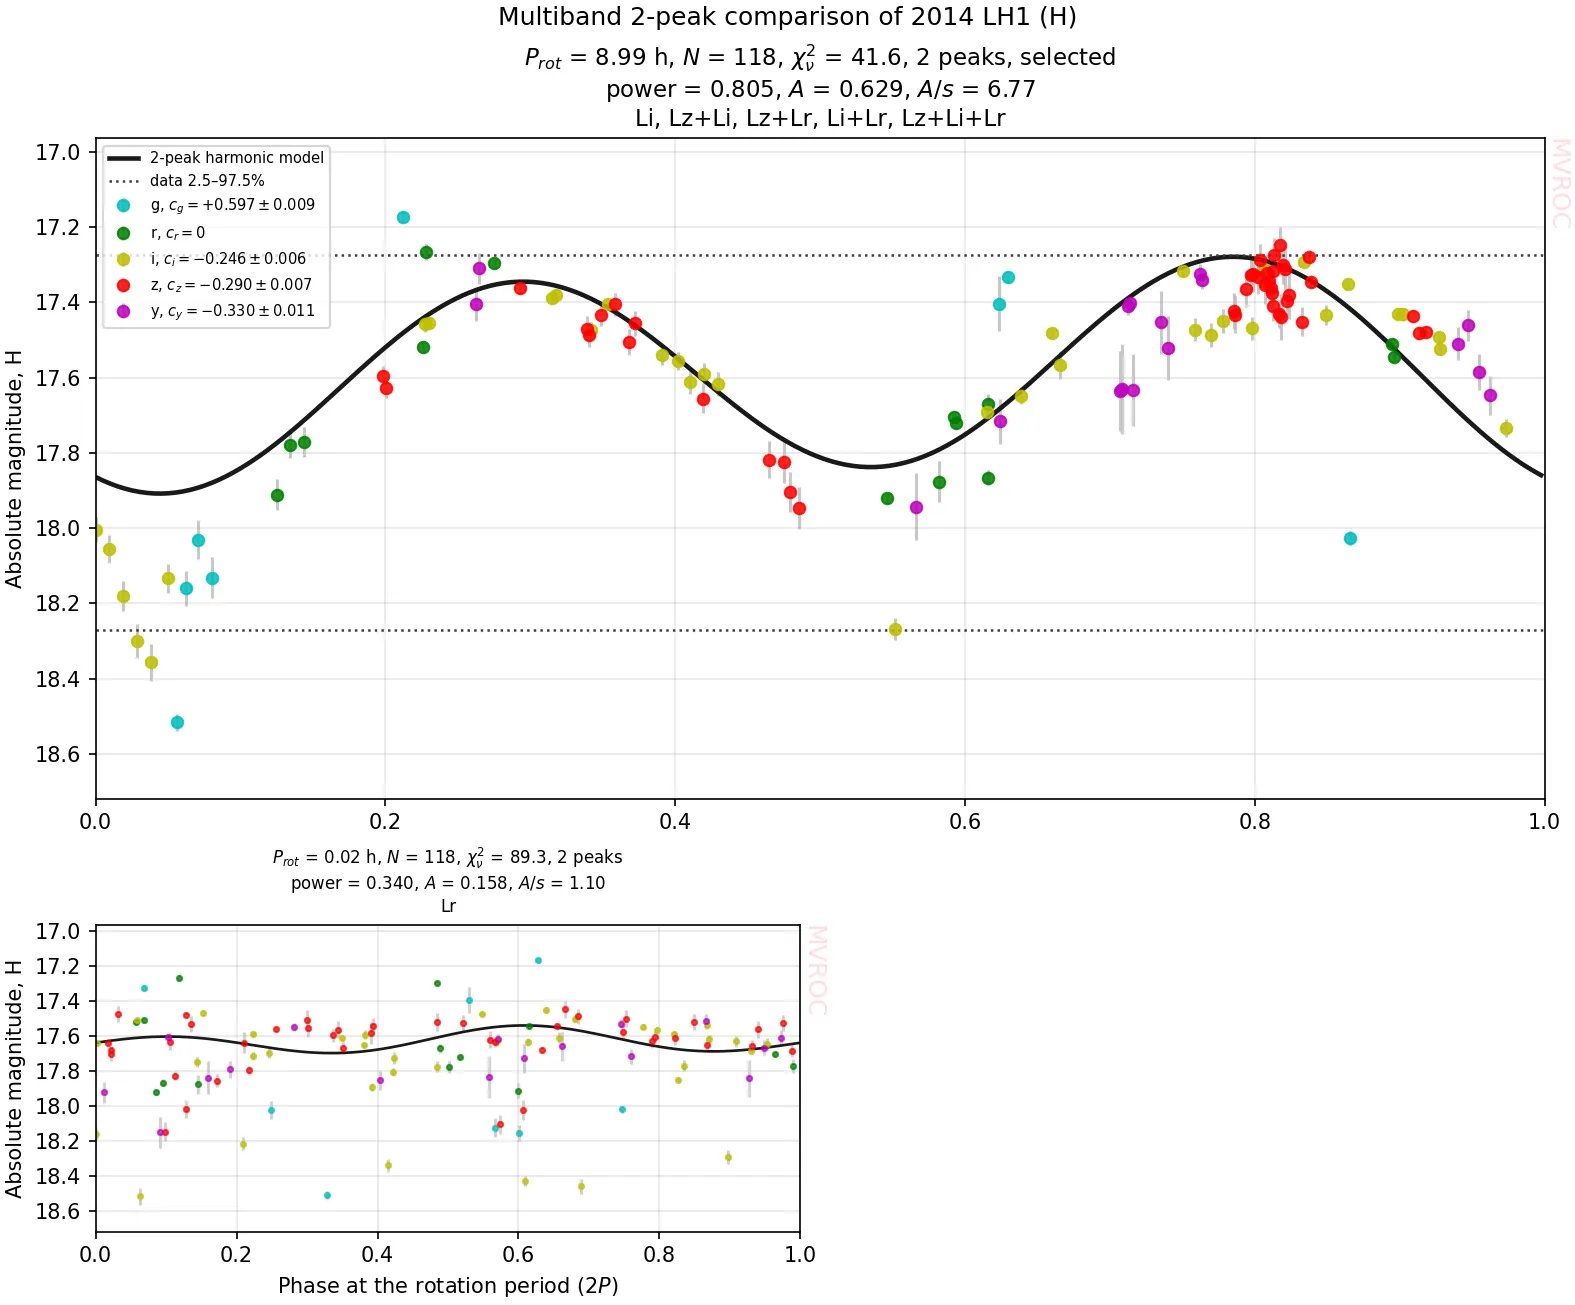 Multiband 2-peak comparison of 2014 LH1 (H)
P_rot = 8.99 h, N = 118, χ²_ν = 41.6, 2 peaks, selected
power = 0.805, A = 0.629, A/s = 6.77
Li, Lz+Li, Lz+Lr, Li+Lr, Lz+Li+Lr
2-peak harmonic model
data 2.5–97.5%
g, c_g = +0.597 ± 0.009
r, c_r = 0
i, c_i = −0.246 ± 0.006
z, c_z = −0.290 ± 0.007
y, c_y = −0.330 ± 0.011
MVROC
Absolute magnitude, H
17.0
17.2
17.4
17.6
17.8
18.0
18.2
18.4
18.6
0.0 0.2 0.4 0.6 0.8 1.0
P_rot = 0.02 h, N = 118, χ²_ν = 89.3, 2 peaks
power = 0.340, A = 0.158, A/s = 1.10
Lr
MVROC
Absolute magnitude, H
17.0
17.2
17.4
17.6
17.8
18.0
18.2
18.4
18.6
0.0 0.2 0.4 0.6 0.8 1.0
Phase at the rotation period (2P)